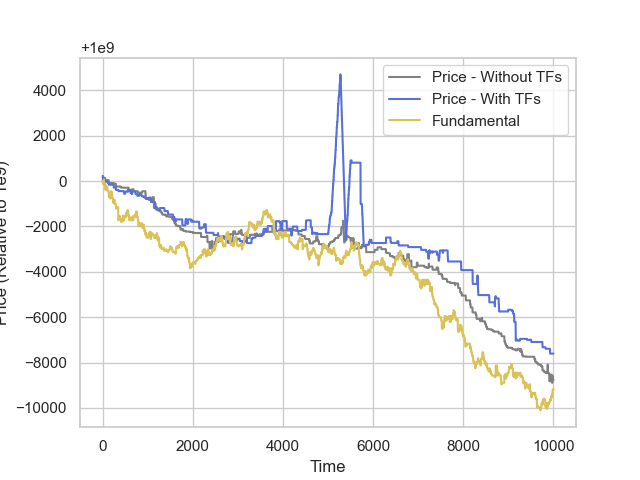 +1e9
Price - Without TFs
Price - With TFs
Fundamental
4000
2000
0
−2000
−4000
−6000
−8000
−10000
Price (Relative to 1e9)
0
2000
4000
6000
8000
10000
Time